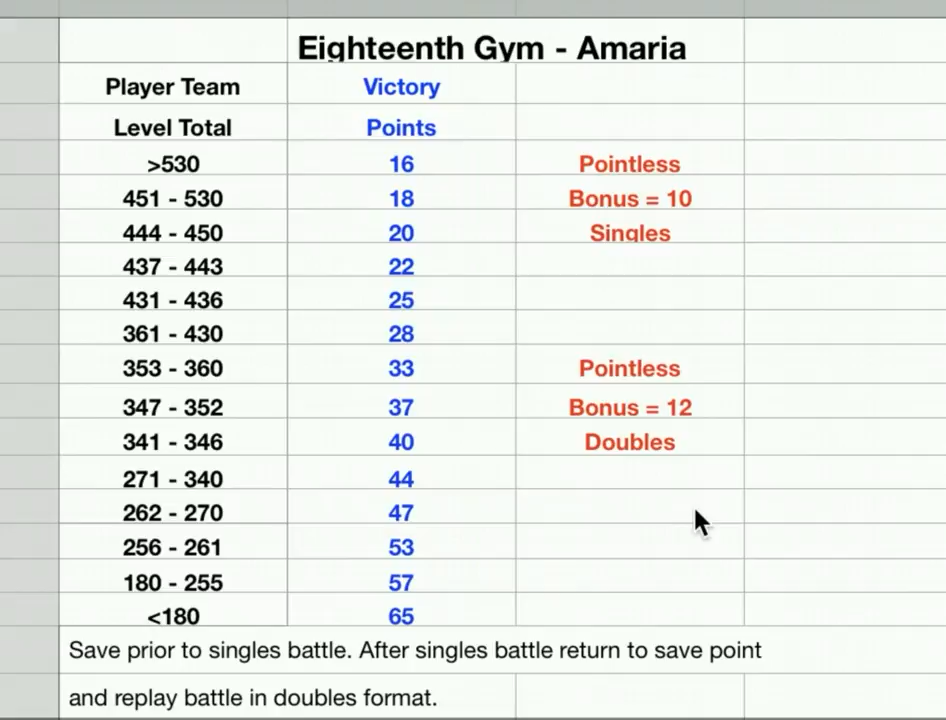 Eighteenth Gym - Amaria
Player Team Victory
Level Total Points
>530 16 Pointless
451 - 530 18 Bonus = 10
444 - 450 20 Singles
437 - 443 22
431 - 436 25
361 - 430 28
353 - 360 33 Pointless
347 - 352 37 Bonus = 12
341 - 346 40 Doubles
271 - 340 44
262 - 270 47
256 - 261 53
180 - 255 57
<180 65
Save prior to singles battle. After singles battle return to save point
and replay battle in doubles format.